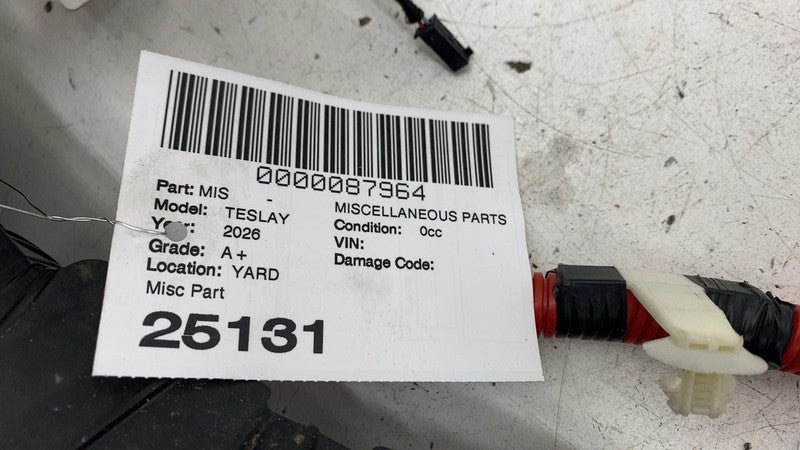 0000087964
Part: MIS - MISCELLANEOUS PARTS
Model: TESLAY Condition: 0cc
Year: 2026 VIN:
Grade: A+ Damage Code:
Location: YARD
Misc Part
25131